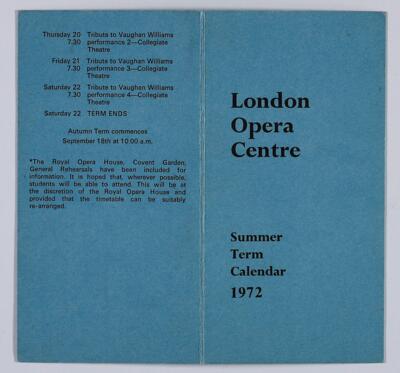 Thursday 20 Tribute to Vaughan Williams
7.30 performance 2—Collegiate
Theatre
Friday 21 Tribute to Vaughan Williams
7.30 performance 3—Collegiate
Theatre
Saturday 22 Tribute to Vaughan Williams
7.30 performance 4—Collegiate
Theatre
Saturday 22 TERM ENDS
Autumn Term commences
September 18th at 10.00 a.m.
*The Royal Opera House, Covent Garden,
General Rehearsals have been included for
information. It is hoped that, wherever possible,
students will be able to attend. This will be at
the discretion of the Royal Opera House and
provided that the timetable can be suitably
re-arranged.
London
Opera
Centre
Summer
Term
Calendar
1972